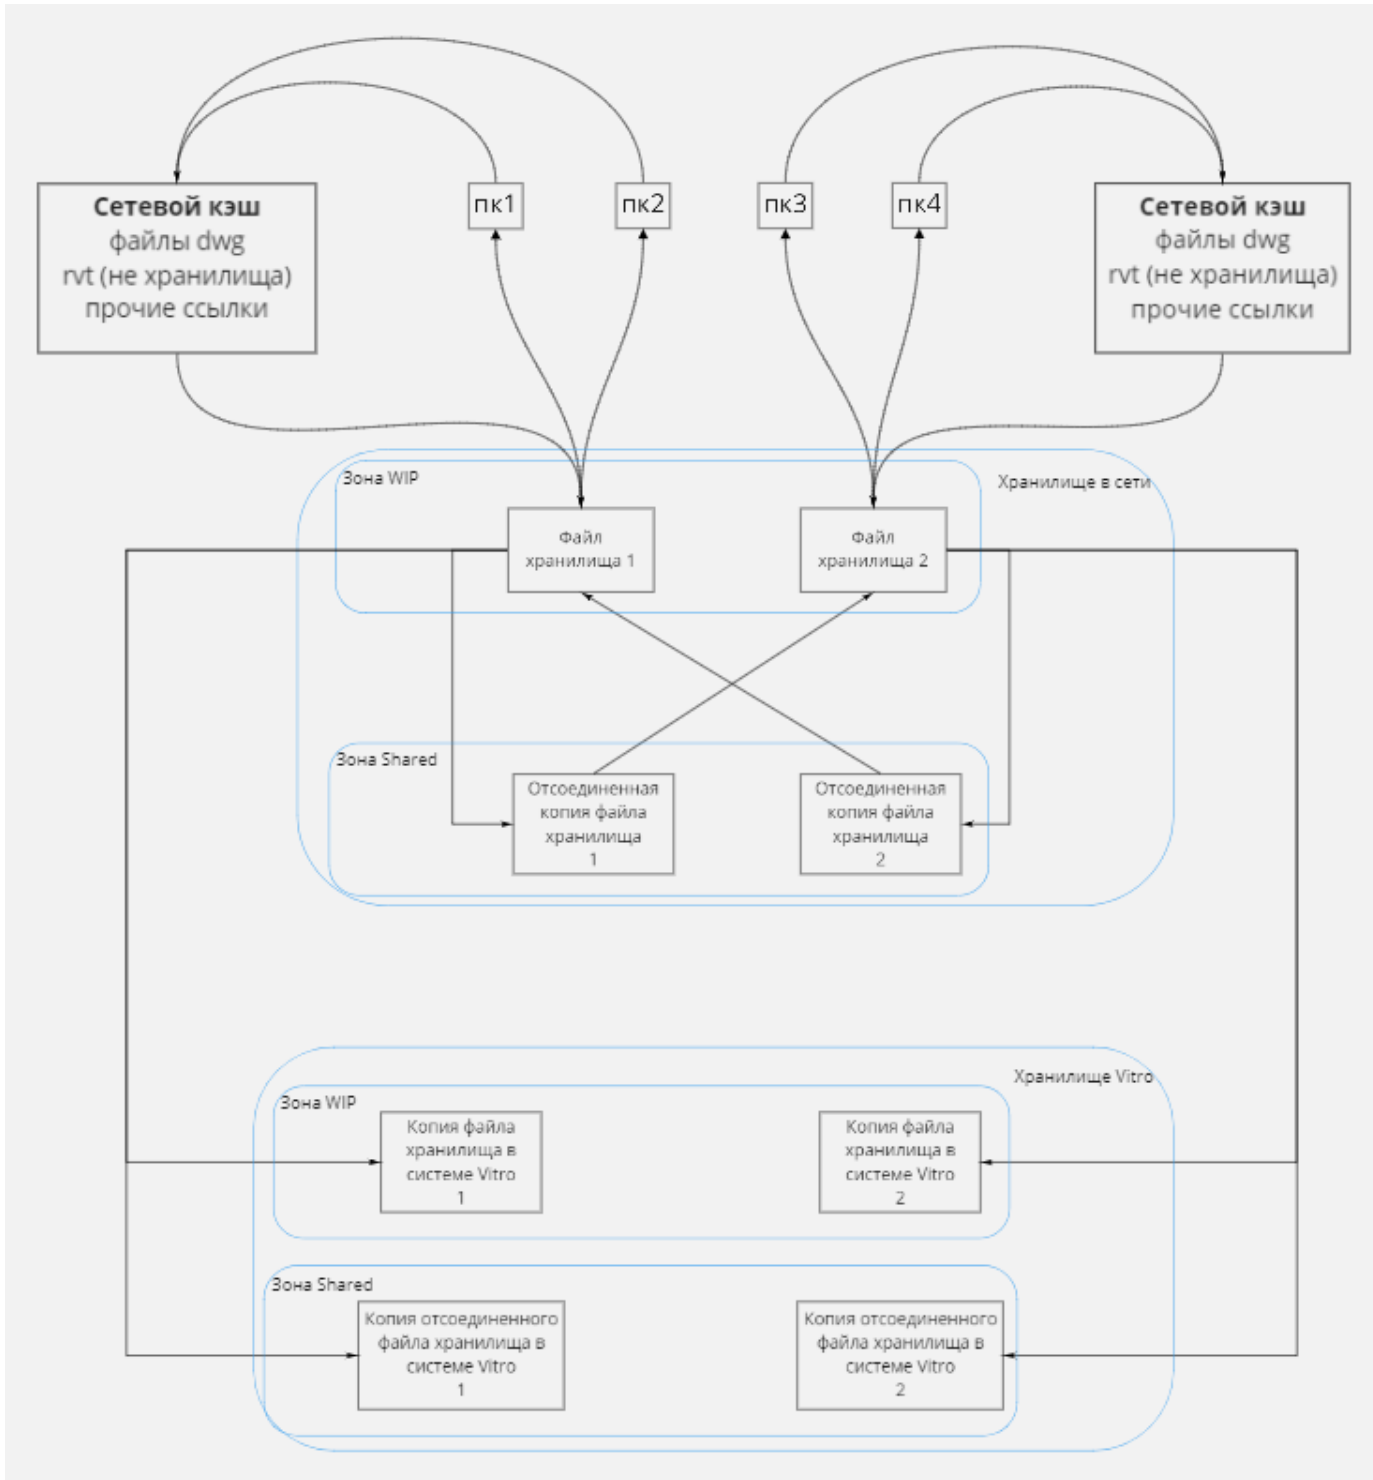 Сетевой кэш
файлы dwg
rvt (не хранилища)
прочие ссылки
пк1
пк2
пк3
пк4
Сетевой кэш
файлы dwg
rvt (не хранилища)
прочие ссылки
Зона WIP
Хранилище в сети
Файл
хранилища 1
Файл
хранилища 2
Зона Shared
Отсоединенная
копия файла
хранилища
1
Отсоединенная
копия файла
хранилища
2
Хранилище Vitro
Зона WIP
Копия файла
хранилища в
системе Vitro
1
Копия файла
хранилища в
системе Vitro
2
Зона Shared
Копия отсоединенного
файла хранилища в
системе Vitro
1
Копия отсоединенного
файла хранилища в
системе Vitro
2